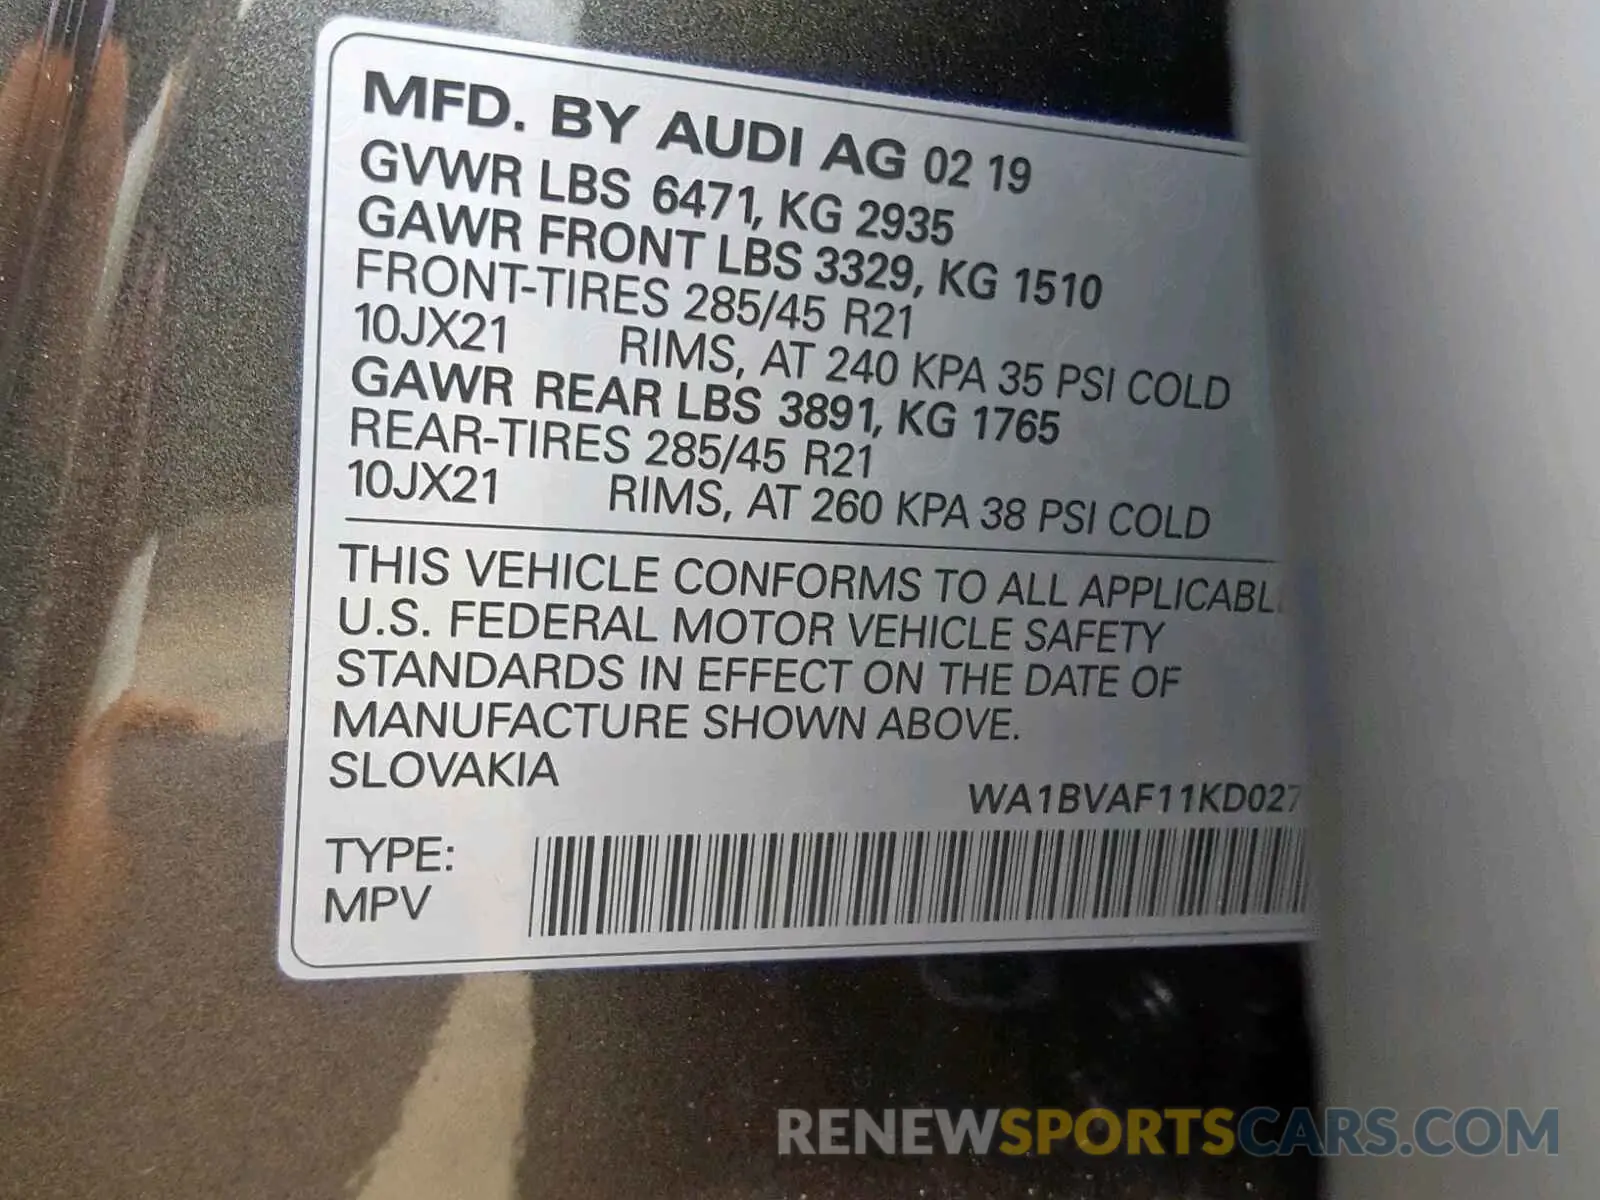 MFD. BY AUDI AG 02 19
GVWR LBS 6471, KG 2935
GAWR FRONT LBS 3329, KG 1510
FRONT-TIRES 285/45 R21
10JX21 RIMS, AT 240 KPA 35 PSI COLD
GAWR REAR LBS 3891, KG 1765
REAR-TIRES 285/45 R21
10JX21 RIMS, AT 260 KPA 38 PSI COLD
THIS VEHICLE CONFORMS TO ALL APPLICABL
U.S. FEDERAL MOTOR VEHICLE SAFETY
STANDARDS IN EFFECT ON THE DATE OF
MANUFACTURE SHOWN ABOVE.
SLOVAKIA
WA1BVAF11KD027
TYPE:
MPV
RENEWSPORTSCARS.COM